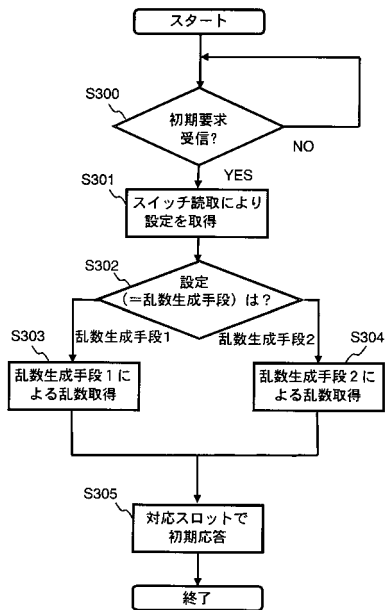 スタート
S300
初期要求
受信?
NO
YES
S301
スイッチ読取により
設定を取得
S302
設定
(=乱数生成手段)は?
乱数生成手段1
乱数生成手段2
S303
S304
乱数生成手段1に
よる乱数取得
乱数生成手段2に
よる乱数取得
S305
対応スロットで
初期応答
終了